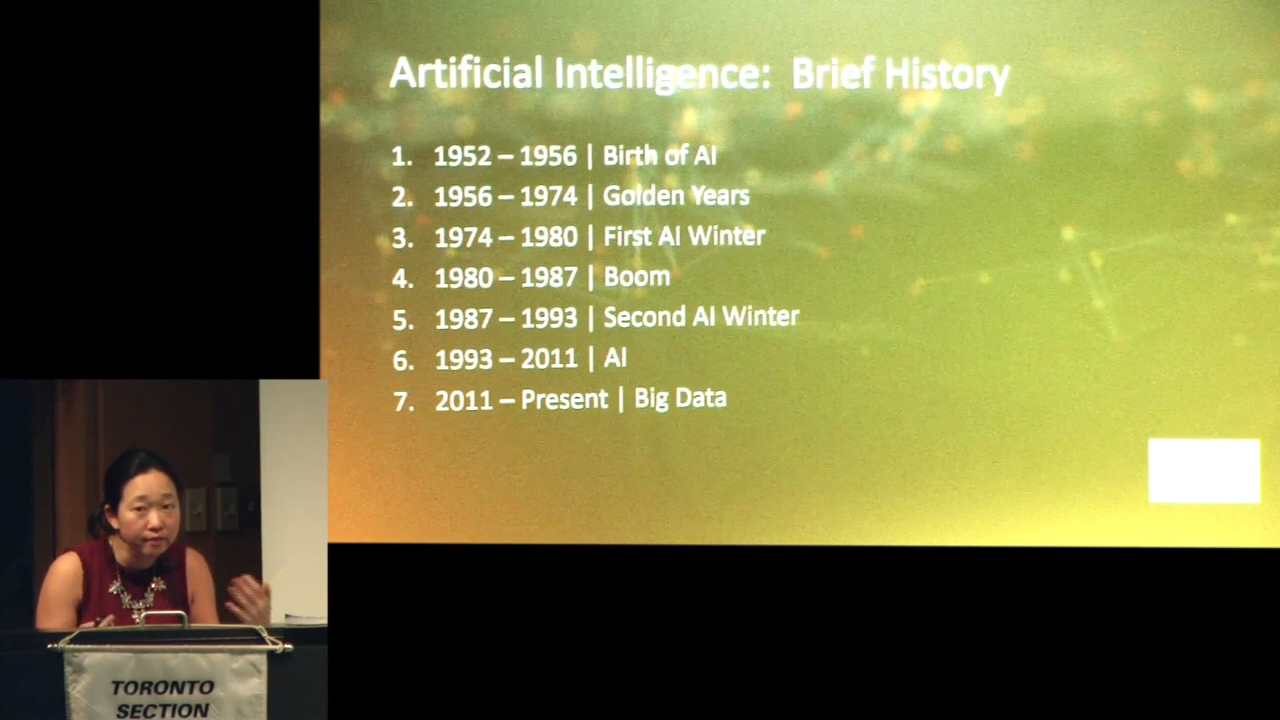 Artificial Intelligence: Brief History
1. 1952 – 1956 | Birth of AI
2. 1956 – 1974 | Golden Years
3. 1974 – 1980 | First AI Winter
4. 1980 – 1987 | Boom
5. 1987 – 1993 | Second AI Winter
6. 1993 – 2011 | AI
7. 2011 – Present | Big Data
TORONTO
SECTION